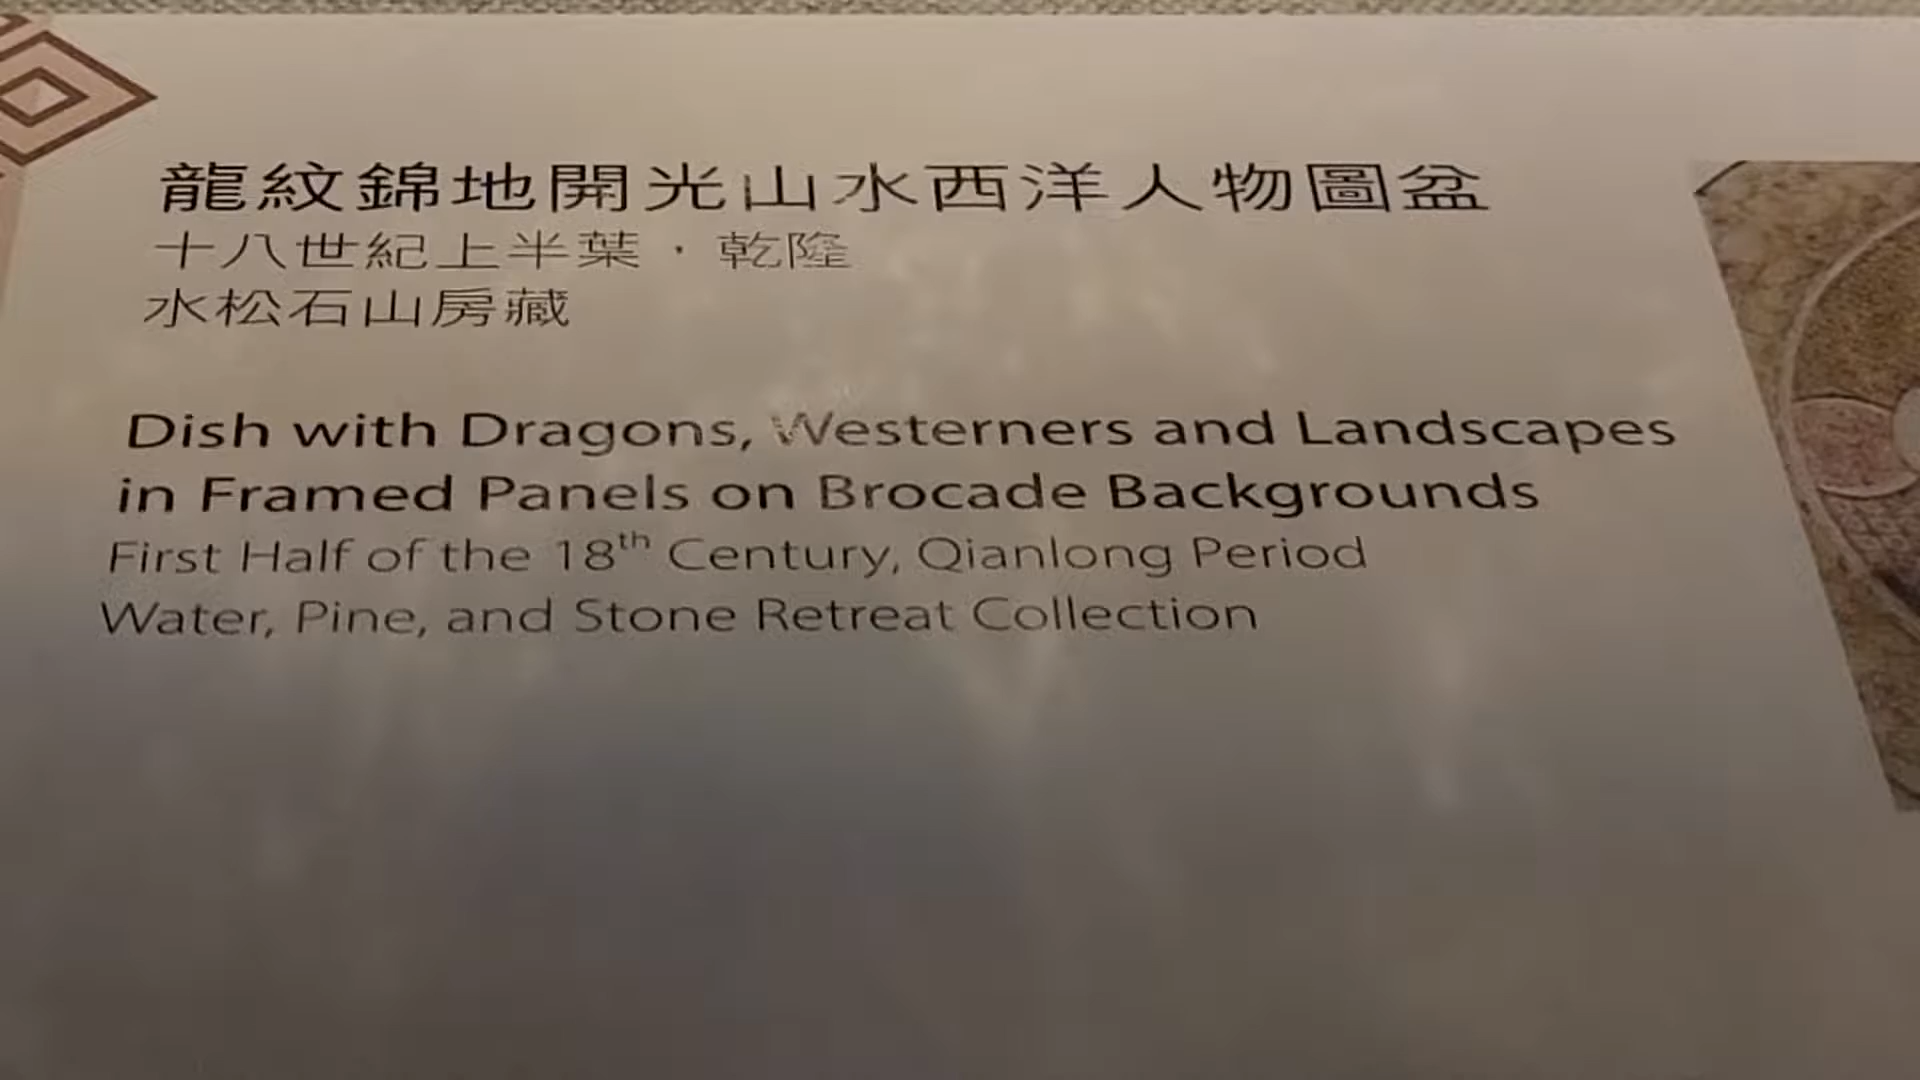 龍紋錦地開光山水西洋人物圖盆
十八世紀上半葉・乾隆
水松石山房藏
Dish with Dragons, Westerners and Landscapes
in Framed Panels on Brocade Backgrounds
First Half of the 18th Century, Qianlong Period
Water, Pine, and Stone Retreat Collection